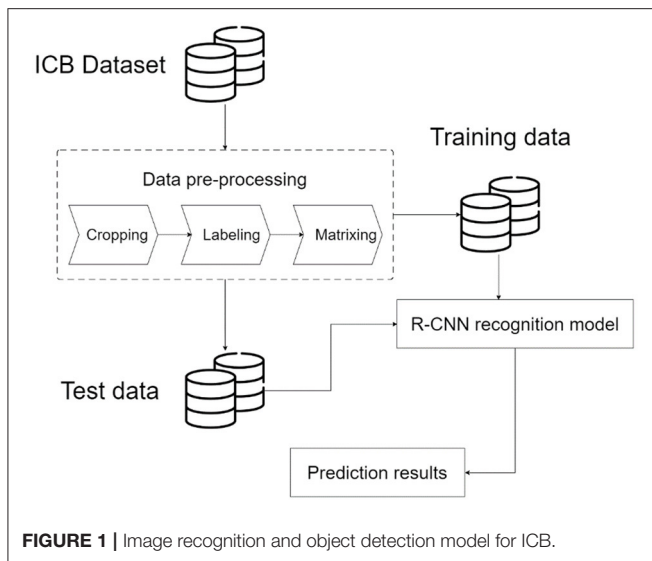 ICB Dataset
Training data
Data pre-processing
Cropping
Labeling
Matrixing
R-CNN recognition model
Test data
Prediction results
FIGURE 1 | Image recognition and object detection model for ICB.